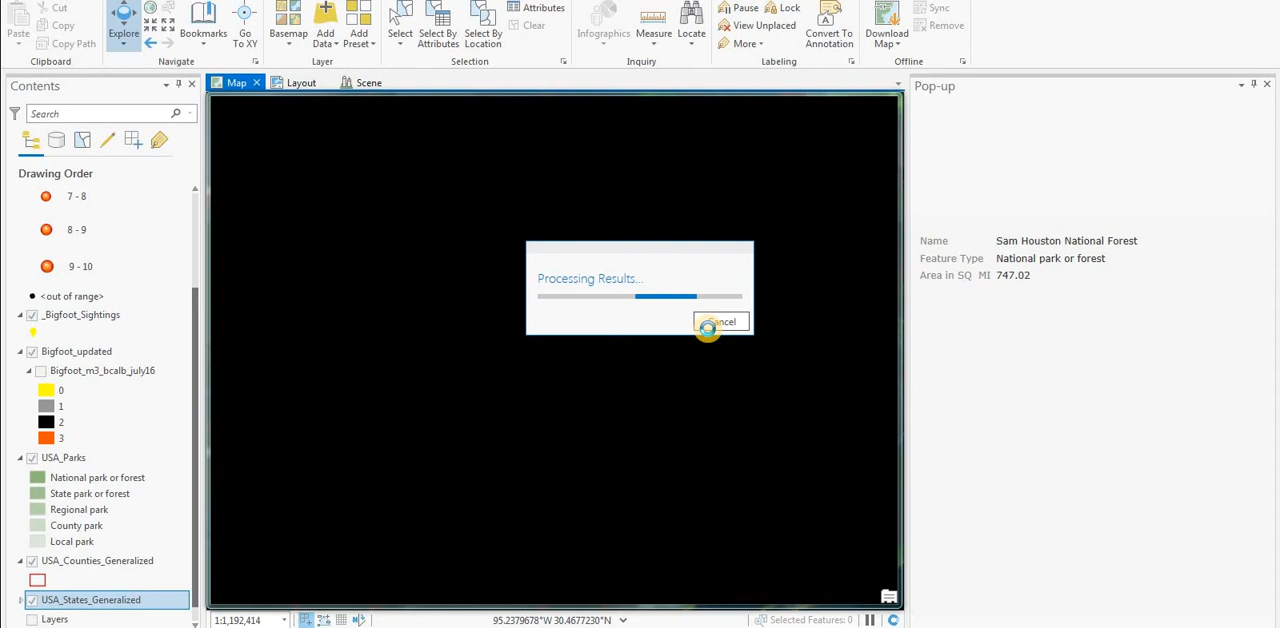 Cut
Copy
Copy Path
Paste
Clipboard
Explore
Bookmarks
Go To XY
Navigate
Basemap
Add Data
Add Preset
Layer
Select
Select By Attributes
Select By Location
Attributes
Clear
Selection
Infographics
Measure
Locate
Inquiry
Pause
Lock
View Unplaced
More
Convert To Annotation
Labeling
Download Map
Sync
Remove
Offline
Contents
Search
Drawing Order
7 - 8
8 - 9
9 - 10
<out of range>
_Bigfoot_Sightings
Bigfoot_updated
Bigfoot_m3_bcalb_july16
0
1
2
3
USA_Parks
National park or forest
State park or forest
Regional park
County park
Local park
USA_Counties_Generalized
USA_States_Generalized
Layers
Map
Layout
Scene
Processing Results...
Cancel
1:1,192,414
95.2379678°W 30.4677230°N
Selected Features: 0
Pop-up
Name Sam Houston National Forest
Feature Type National park or forest
Area in SQ MI 747.02